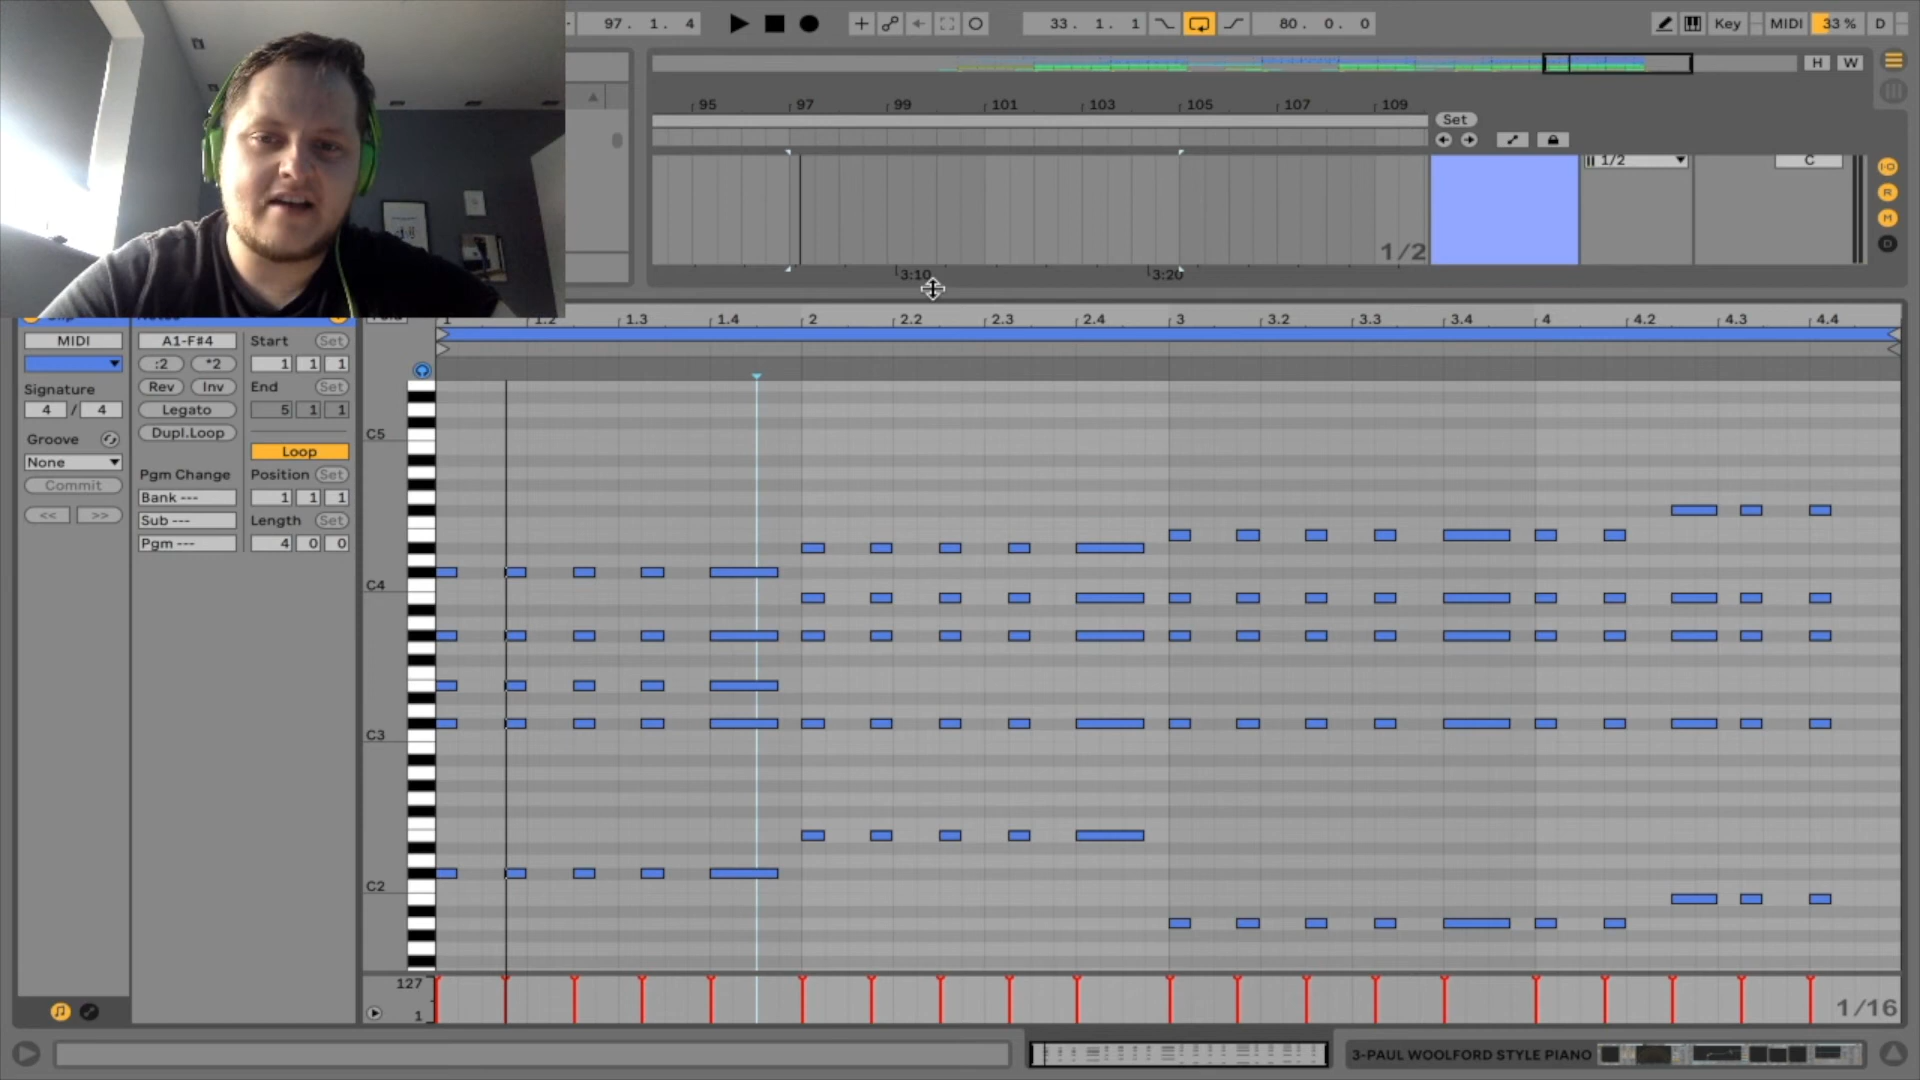 97. 1. 4
33. 1. 1
80. 0. 0
Key
MIDI
33 %
D
H
W
95
97
99
101
103
105
107
109
Set
1/2
C
1/2
3:10
3:20
1.2
1.3
1.4
2
2.2
2.3
2.4
3
3.2
3.3
3.4
4
4.2
4.3
4.4
MIDI
A1-F#4
Start
Set
:2
*2
1 1 1
Signature
Rev
Inv
End
Set
4 / 4
Legato
5 1 1
Groove
Dupl.Loop
None
Loop
Commit
Pgm Change
Position
Set
Bank ---
1 1 1
<<
>>
Sub ---
Length
Set
Pgm ---
4 0 0
C5
C4
C3
C2
127
1
1/16
3-PAUL WOOLFORD STYLE PIANO
I·O
R
M
D